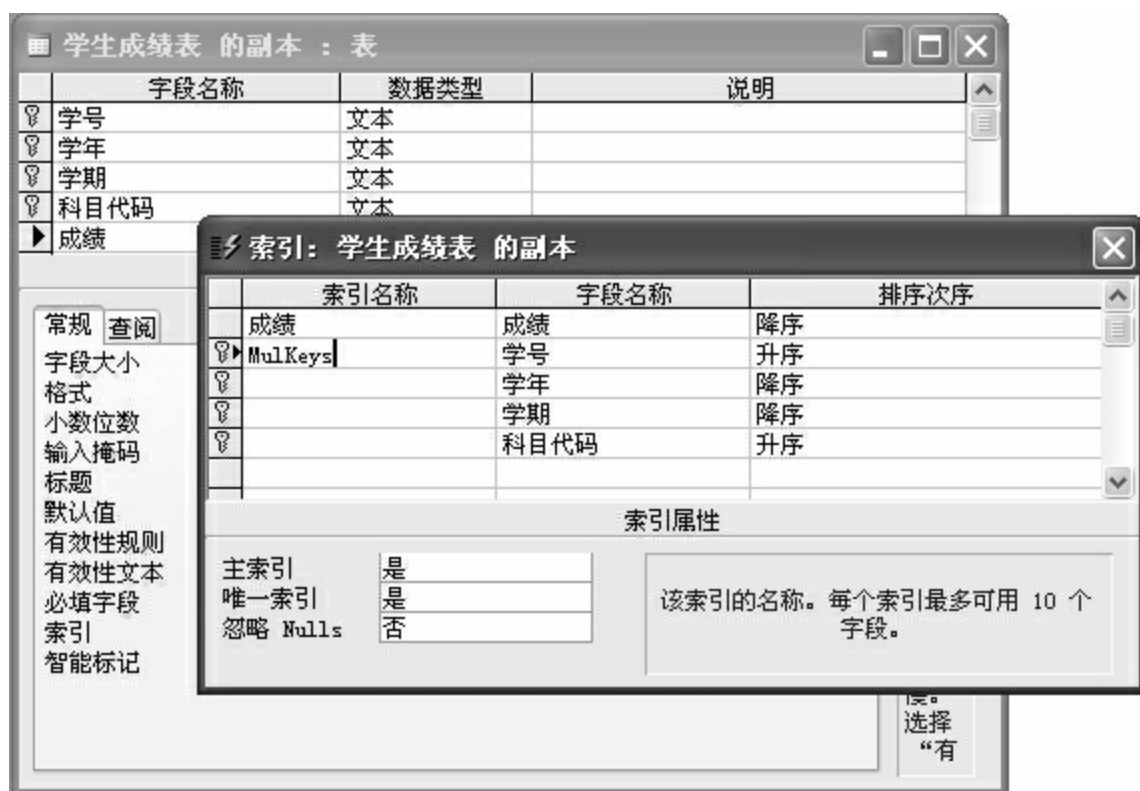 学生成绩表 的副本 : 表
字段名称 数据类型 说明
学号 文本
学年 文本
学期 文本
科目代码 文本
成绩
索引: 学生成绩表 的副本
索引名称 字段名称 排序次序
成绩 成绩 降序
MulKeys 学号 升序
学年 降序
学期 降序
科目代码 升序
索引属性
主索引 是
唯一索引 是
忽略 Nulls 否
该索引的名称。每个索引最多可用 10 个
字段。
常规 查阅
字段大小
格式
小数位数
输入掩码
标题
默认值
有效性规则
有效性文本
必填字段
索引
智能标记
选择
“有